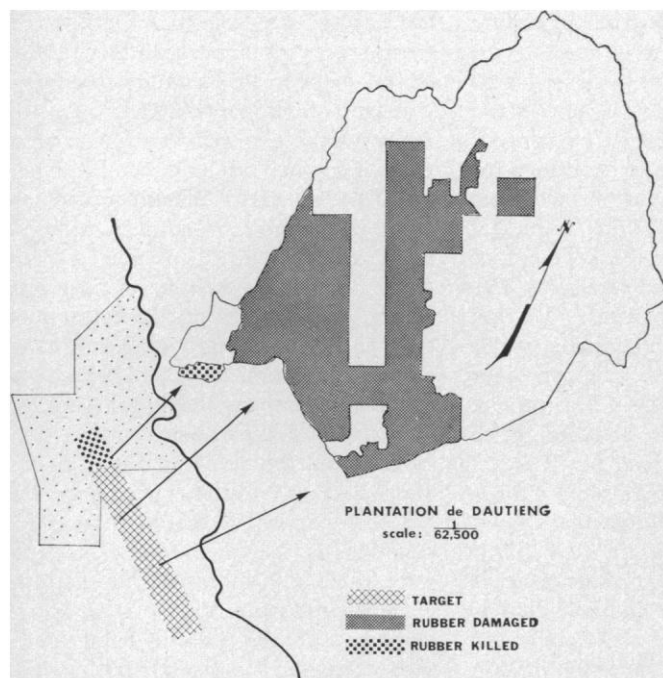 N
PLANTATION de DAUTIENG
scale: 1/62,500
TARGET
RUBBER DAMAGED
RUBBER KILLED